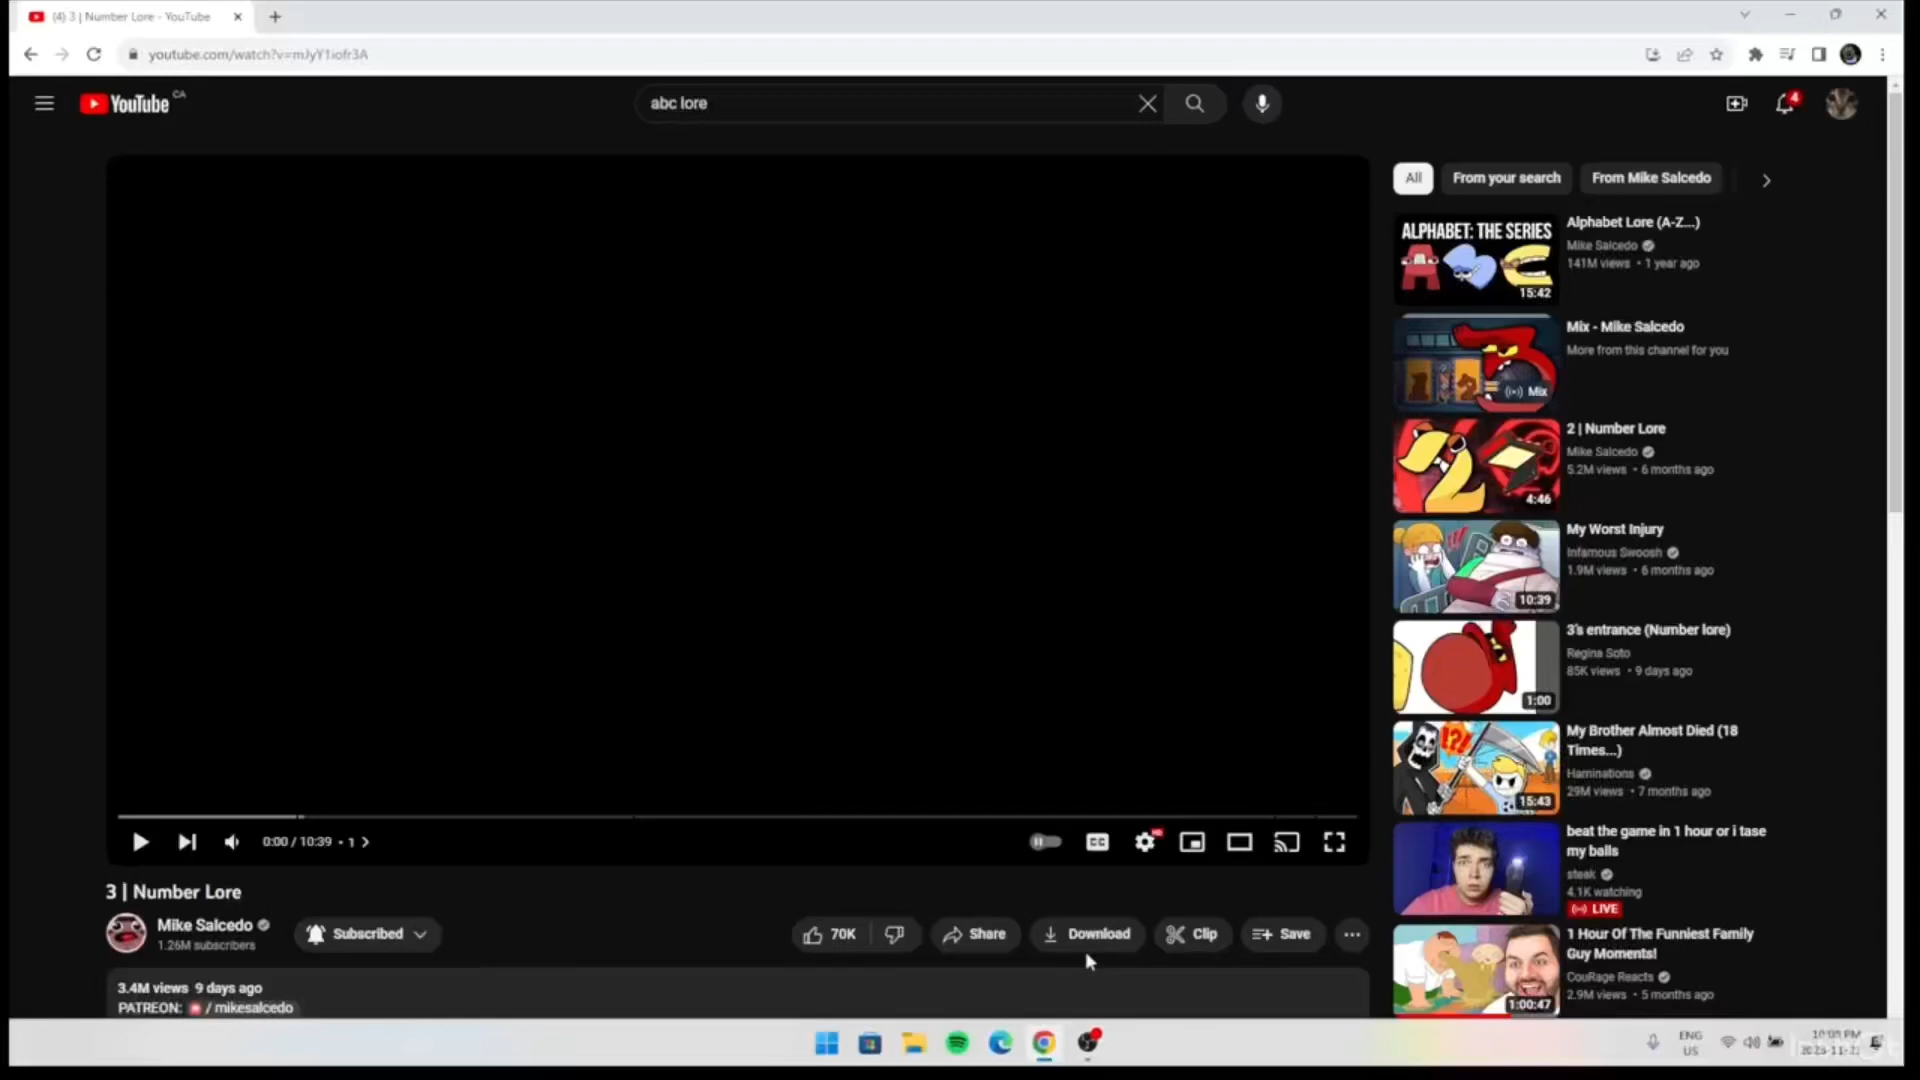 (4) 3 | Number Lore - YouTube
youtube.com/watch?v=mJyY1iofr3A
YouTube CA
abc lore
4
All
From your search
From Mike Salcedo
ALPHABET: THE SERIES
15:42
Alphabet Lore (A-Z...)
Mike Salcedo
141M views • 1 year ago
Mix
Mix - Mike Salcedo
More from this channel for you
4:46
2 | Number Lore
Mike Salcedo
5.2M views • 6 months ago
10:39
My Worst Injury
Infamous Swoosh
1.9M views • 6 months ago
1:00
3's entrance (Number lore)
Regina Soto
85K views • 9 days ago
!?!
15:43
My Brother Almost Died (18
Times...)
Haminations
29M views • 7 months ago
beat the game in 1 hour or i tase
my balls
steak
4.1K watching
LIVE
1:00:47
1 Hour Of The Funniest Family
Guy Moments!
CouRage Reacts
2.9M views • 5 months ago
0:00 / 10:39 • 1
CC
HD
3 | Number Lore
Mike Salcedo
1.26M subscribers
Subscribed
70K
Share
Download
Clip
Save
3.4M views 9 days ago
PATREON: / mikesalcedo
ENG
US